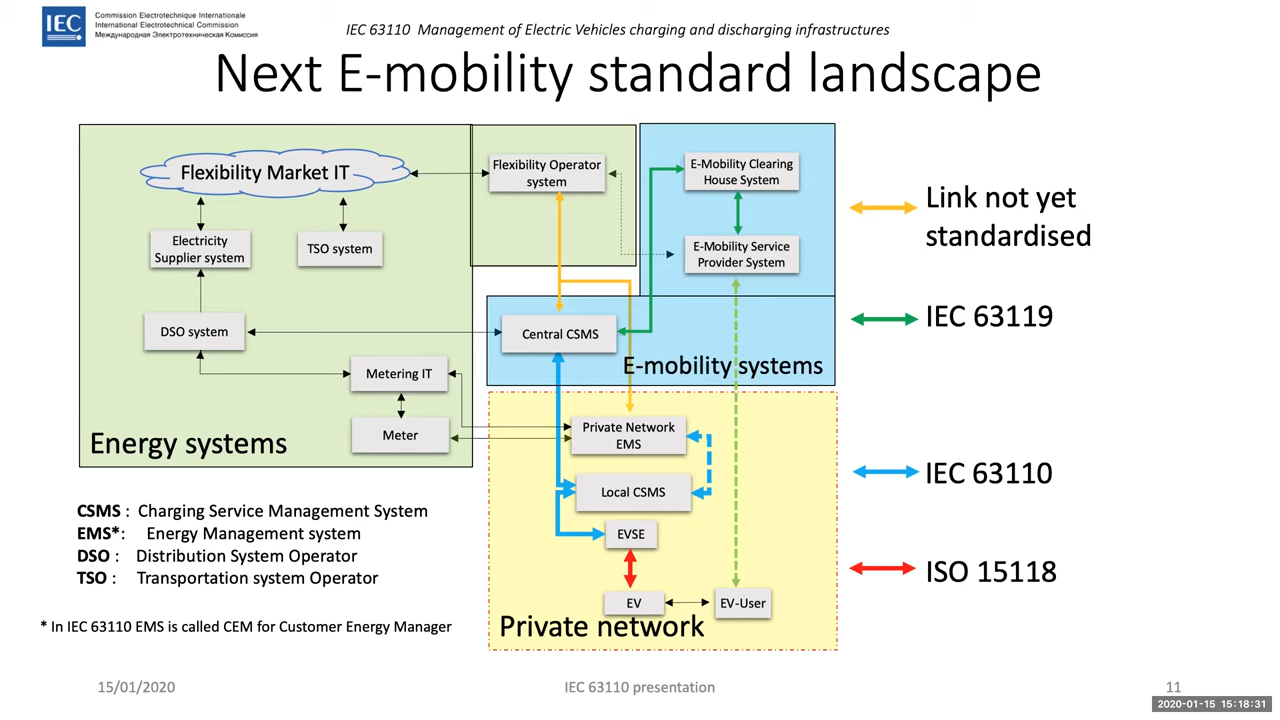 IEC
Commission Electrotechnique Internationale
International Electrotechnical Commission
Международная Электротехническая Комиссия
IEC 63110 Management of Electric Vehicles charging and discharging infrastructures
Next E-mobility standard landscape
Flexibility Market IT
Flexibility Operator
system
E-Mobility Clearing
House System
Link not yet
standardised
Electricity
Supplier system
TSO system
E-Mobility Service
Provider System
DSO system
Central CSMS
IEC 63119
E-mobility systems
Metering IT
Meter
Energy systems
Private Network
EMS
IEC 63110
Local CSMS
CSMS : Charging Service Management System
EMS*: Energy Management system
DSO : Distribution System Operator
TSO : Transportation system Operator
EVSE
ISO 15118
EV
EV-User
Private network
* In IEC 63110 EMS is called CEM for Customer Energy Manager
15/01/2020
IEC 63110 presentation
11
2020-01-15 15:18:31